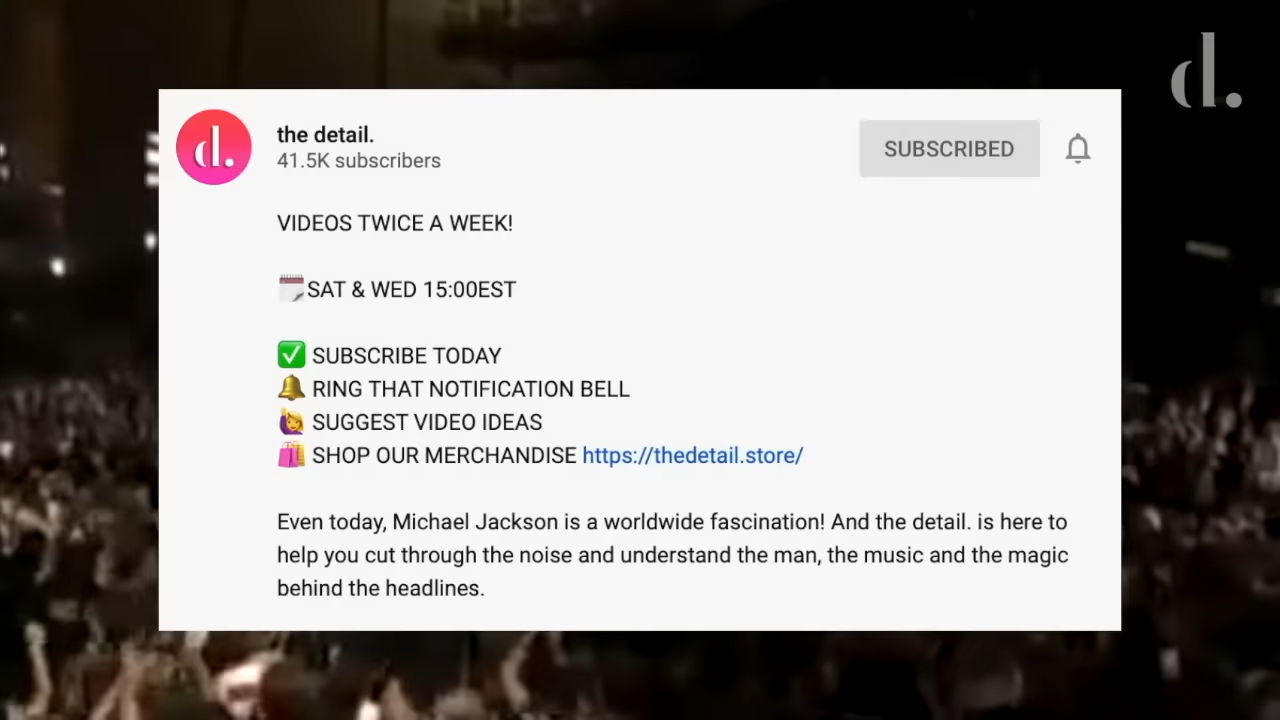 d.
d.
the detail.
41.5K subscribers
SUBSCRIBED
VIDEOS TWICE A WEEK!
🗓SAT & WED 15:00EST
✅ SUBSCRIBE TODAY
🔔 RING THAT NOTIFICATION BELL
🙋‍♀️ SUGGEST VIDEO IDEAS
🛍 SHOP OUR MERCHANDISE https://thedetail.store/
Even today, Michael Jackson is a worldwide fascination! And the detail. is here to
help you cut through the noise and understand the man, the music and the magic
behind the headlines.